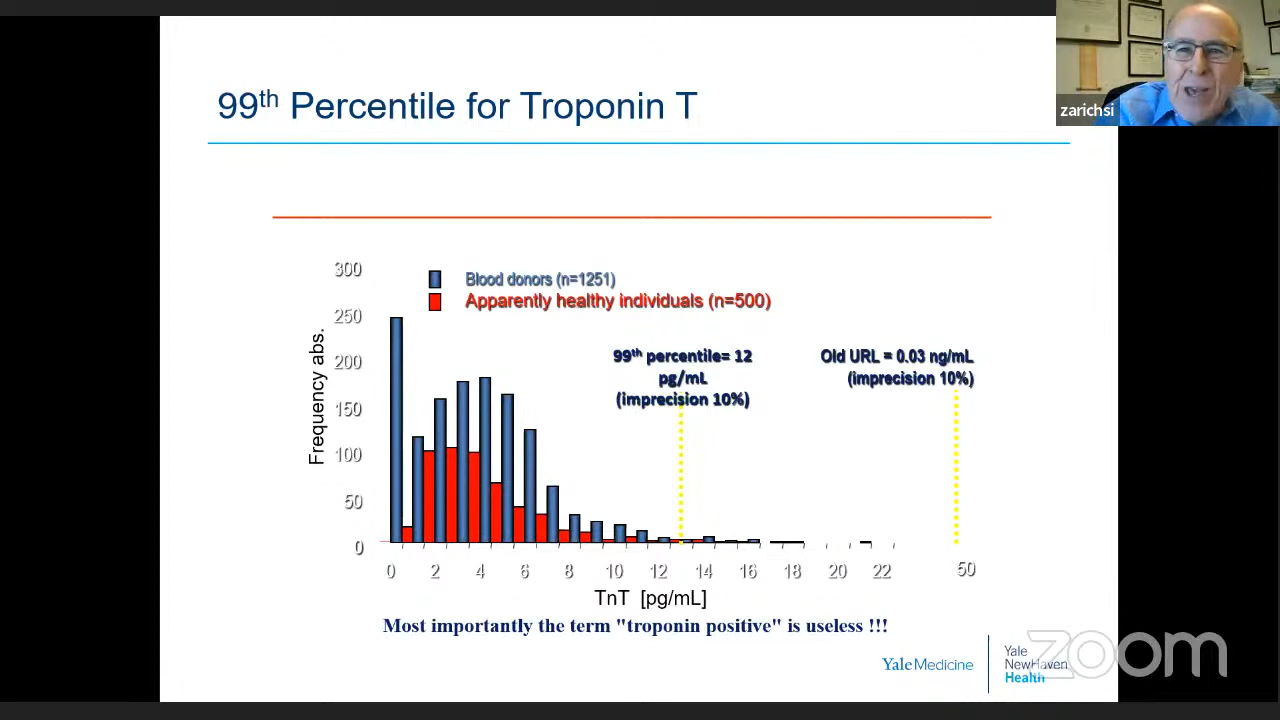 zarichsi
99th Percentile for Troponin T
300
250
200
150
100
50
0
Frequency abs.
Blood donors (n=1251)
Apparently healthy individuals (n=500)
99th percentile= 12
pg/mL
(imprecision 10%)
Old URL = 0.03 ng/mL
(imprecision 10%)
0 2 4 6 8 10 12 14 16 18 20 22 50
TnT [pg/mL]
Most importantly the term "troponin positive" is useless !!!
Yale Medicine
Yale
NewHaven
Health
zoom